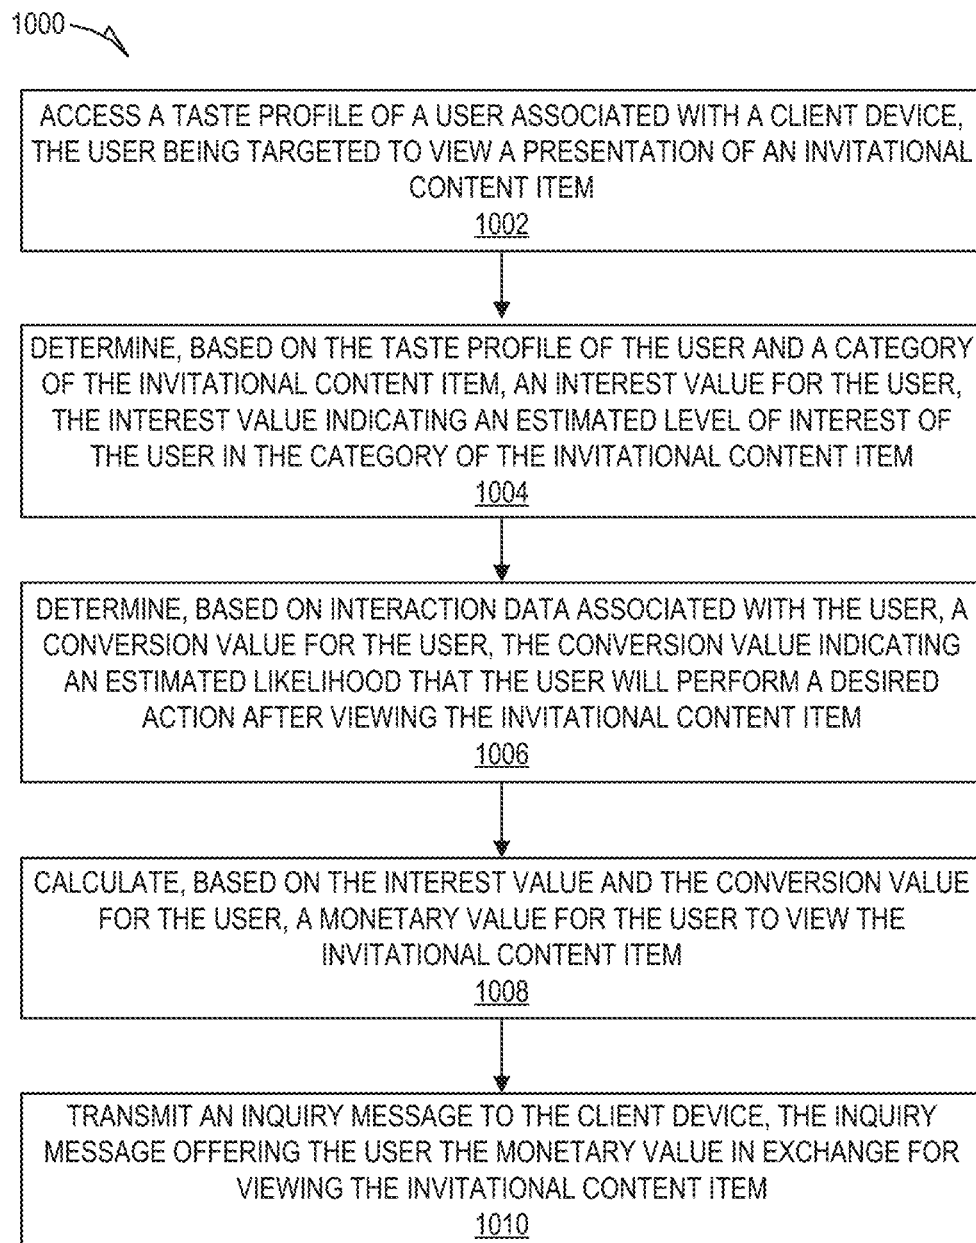 1000
ACCESS A TASTE PROFILE OF A USER ASSOCIATED WITH A CLIENT DEVICE,
THE USER BEING TARGETED TO VIEW A PRESENTATION OF AN INVITATIONAL
CONTENT ITEM
1002
DETERMINE, BASED ON THE TASTE PROFILE OF THE USER AND A CATEGORY
OF THE INVITATIONAL CONTENT ITEM, AN INTEREST VALUE FOR THE USER,
THE INTEREST VALUE INDICATING AN ESTIMATED LEVEL OF INTEREST OF
THE USER IN THE CATEGORY OF THE INVITATIONAL CONTENT ITEM
1004
DETERMINE, BASED ON INTERACTION DATA ASSOCIATED WITH THE USER, A
CONVERSION VALUE FOR THE USER, THE CONVERSION VALUE INDICATING
AN ESTIMATED LIKELIHOOD THAT THE USER WILL PERFORM A DESIRED
ACTION AFTER VIEWING THE INVITATIONAL CONTENT ITEM
1006
CALCULATE, BASED ON THE INTEREST VALUE AND THE CONVERSION VALUE
FOR THE USER, A MONETARY VALUE FOR THE USER TO VIEW THE
INVITATIONAL CONTENT ITEM
1008
TRANSMIT AN INQUIRY MESSAGE TO THE CLIENT DEVICE, THE INQUIRY
MESSAGE OFFERING THE USER THE MONETARY VALUE IN EXCHANGE FOR
VIEWING THE INVITATIONAL CONTENT ITEM
1010